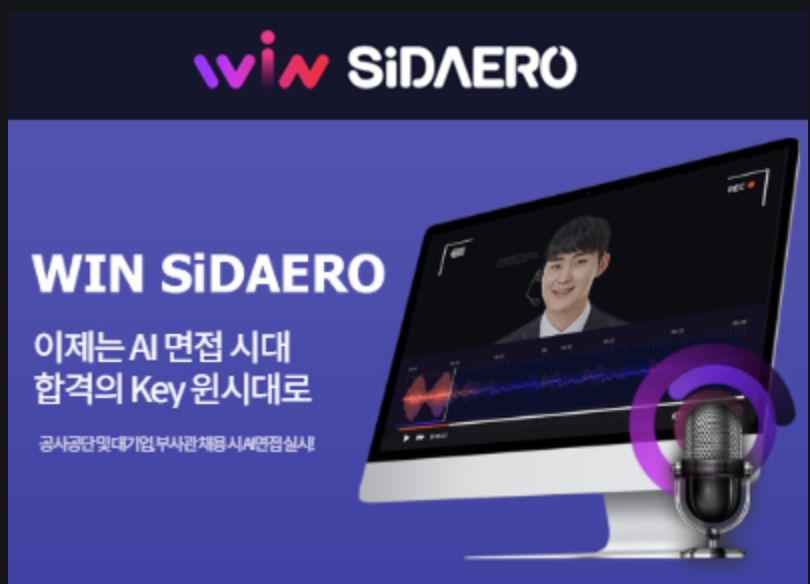 win SiDAERO
WIN SiDAERO
이제는 AI 면접 시대
합격의 Key 윈시대로
공사공단 및 대기업, 부사관 채용 시 AI면접 실시!
REC